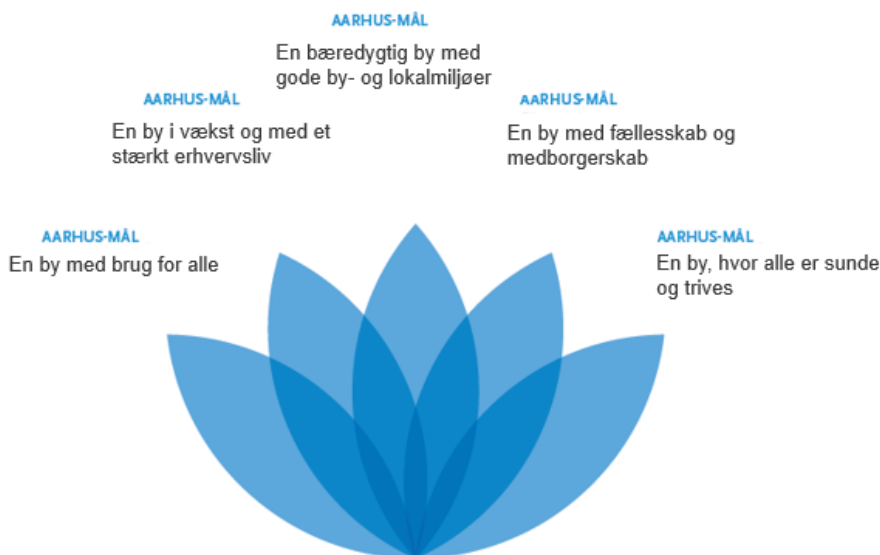 AARHUS-MÅL
En bæredygtig by med
gode by- og lokalmiljøer
AARHUS-MÅL
En by i vækst og med et
stærkt erhvervsliv
AARHUS-MÅL
En by med fællesskab og
medborgerskab
AARHUS-MÅL
En by med brug for alle
AARHUS-MÅL
En by, hvor alle er sunde
og trives